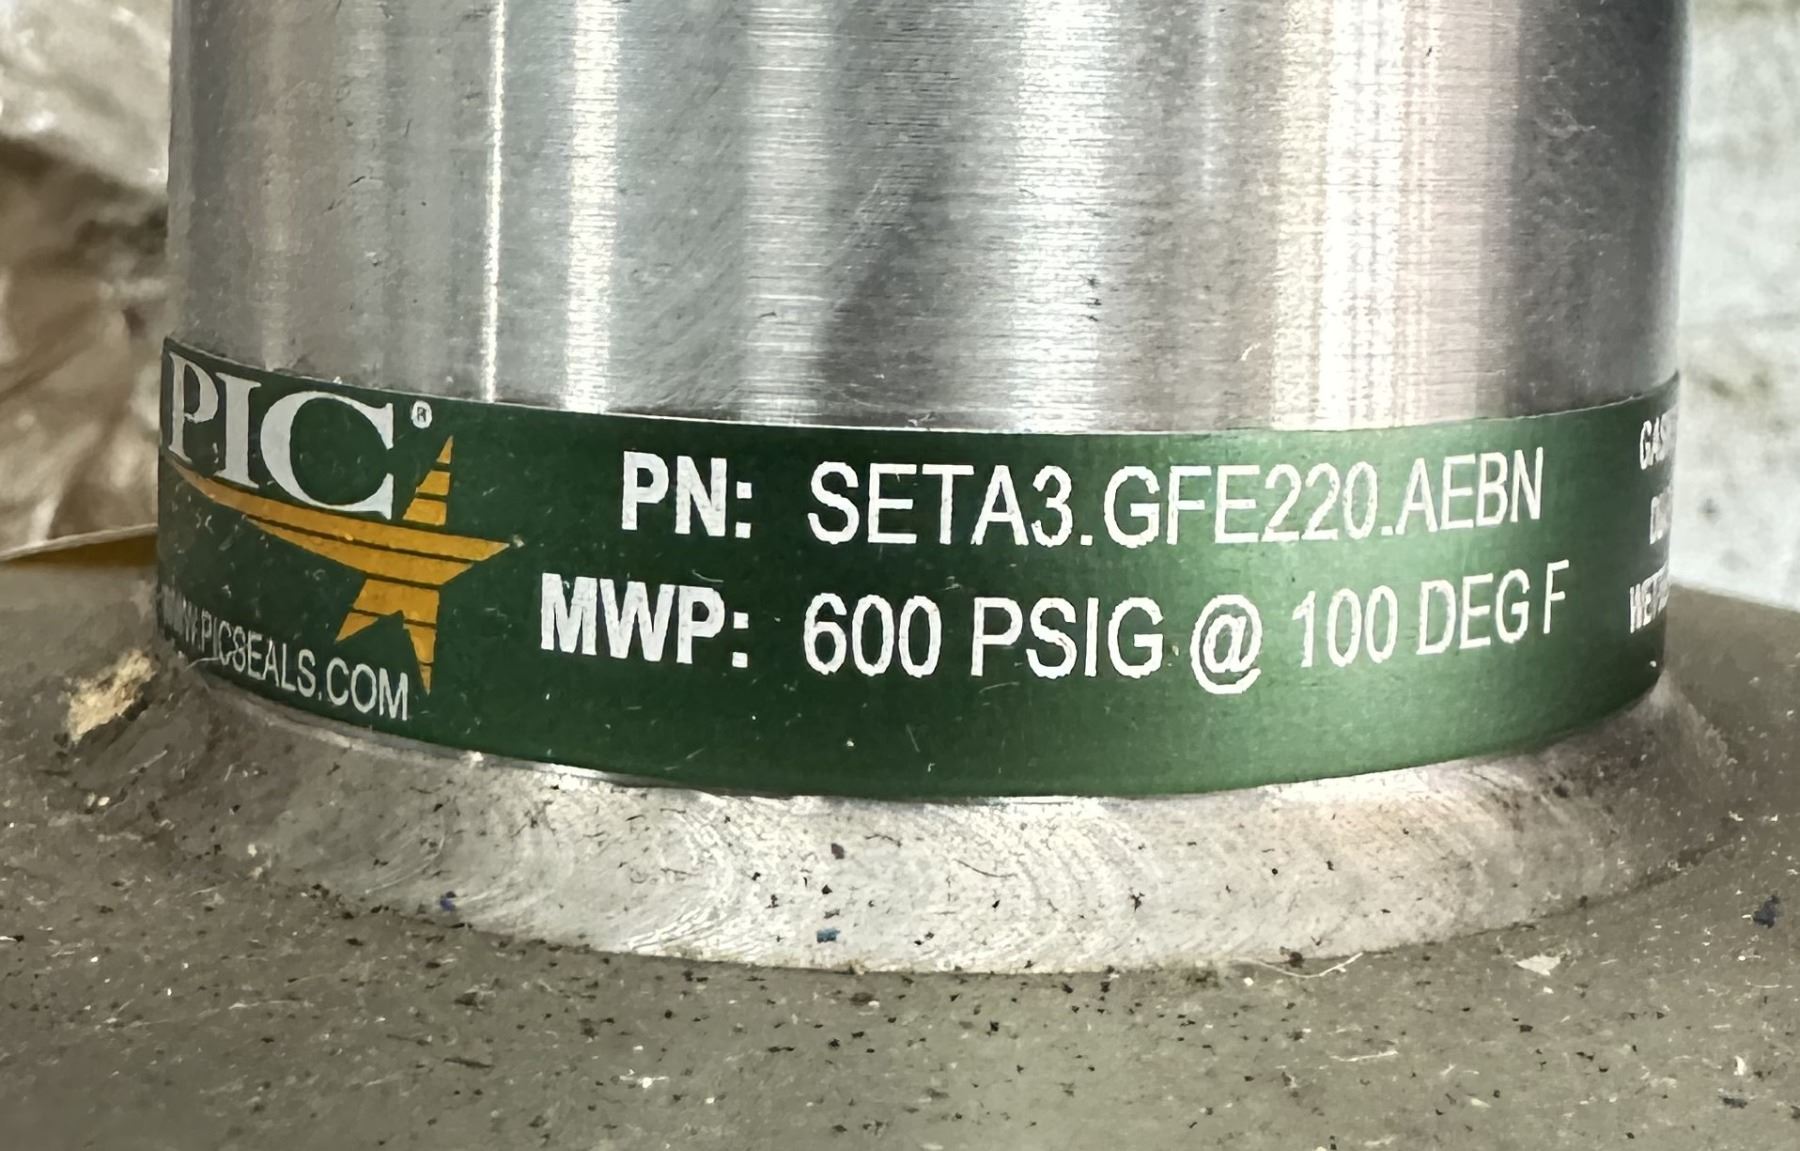 PIC®
WWW.PICSEALS.COM
PN: SETA3.GFE220.AEBN
MWP: 600 PSIG @ 100 DEG F